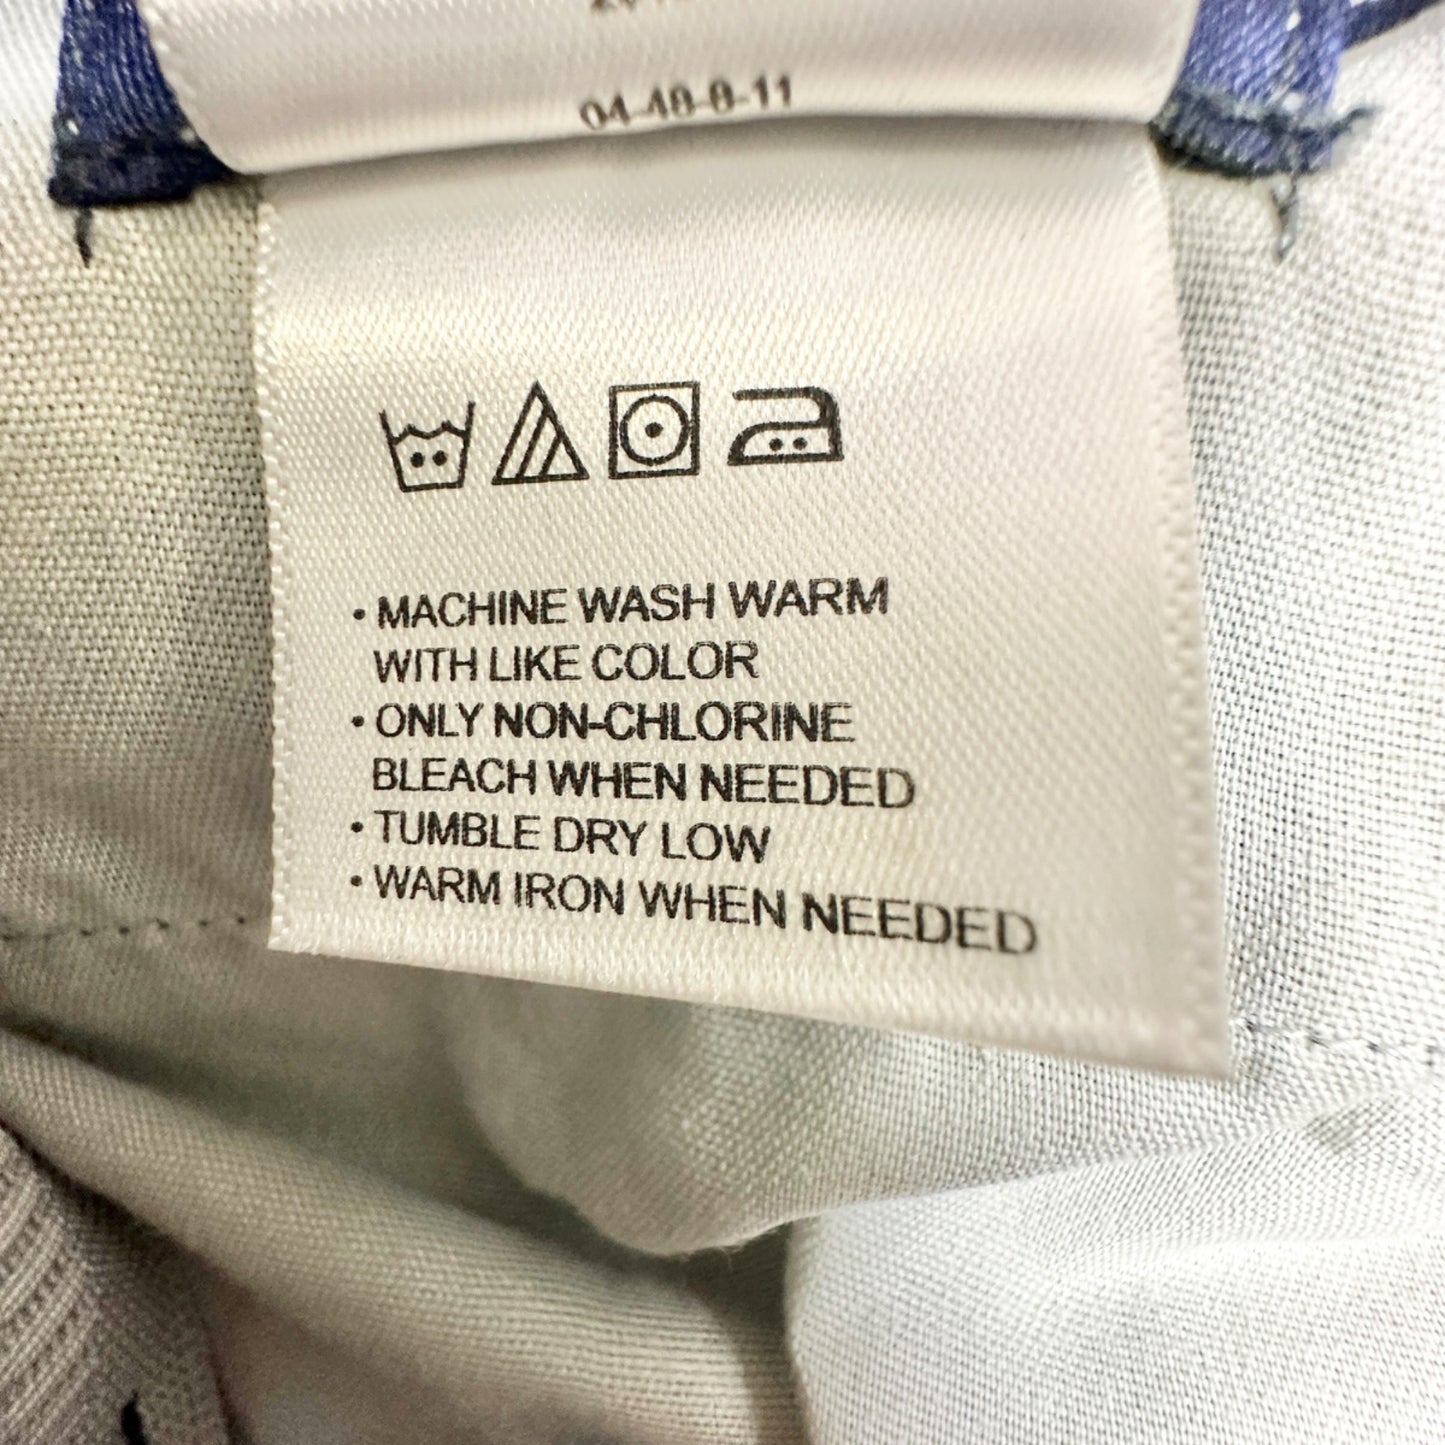 04-48-8-11
• MACHINE WASH WARM
WITH LIKE COLOR
• ONLY NON-CHLORINE
BLEACH WHEN NEEDED
• TUMBLE DRY LOW
• WARM IRON WHEN NEEDED